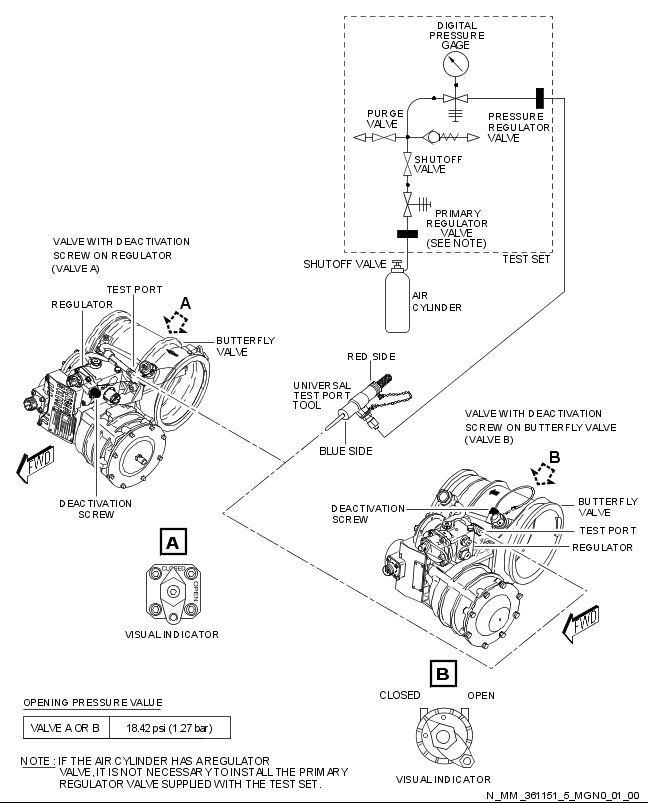 DIGITAL
PRESSURE
GAGE
PURGE
VALVE
PRESSURE
REGULATOR
VALVE
SHUTOFF
VALVE
PRIMARY
REGULATOR
VALVE
(SEE NOTE)
TEST SET
SHUTOFF VALVE
AIR
CYLINDER
VALVE WITH DEACTIVATION
SCREW ON REGULATOR
(VALVE A)
TEST PORT
REGULATOR
A
BUTTERFLY
VALVE
RED SIDE
UNIVERSAL
TEST PORT
TOOL
BLUE SIDE
FWD
DEACTIVATION
SCREW
VALVE WITH DEACTIVATION
SCREW ON BUTTERFLY VALVE
(VALVE B)
B
DEACTIVATION
SCREW
BUTTERFLY
VALVE
TEST PORT
REGULATOR
FWD
A
CLOSED
OPEN
VISUAL INDICATOR
B
CLOSED
OPEN
VISUAL INDICATOR
OPENING PRESSURE VALUE
VALVE A OR B 18.42 psi (1.27 bar)
NOTE : IF THE AIR CYLINDER HAS A REGULATOR
VALVE, IT IS NOT NECESSARY TO INSTALL THE PRIMARY
REGULATOR VALVE SUPPLIED WITH THE TEST SET.
N_MM_361151_5_MGN0_01_00